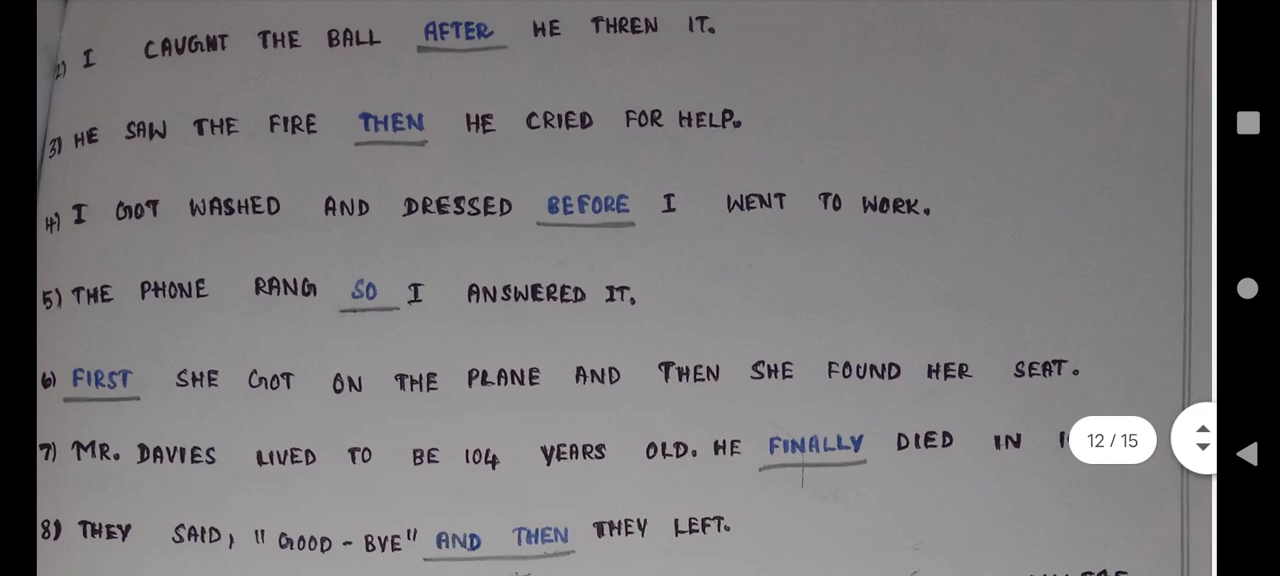 2) I CAUGHT THE BALL AFTER HE THREN IT.
3) HE SAW THE FIRE THEN HE CRIED FOR HELP.
4) I GOT WASHED AND DRESSED BEFORE I WENT TO WORK.
5) THE PHONE RANG SO I ANSWERED IT.
6) FIRST SHE GOT ON THE PLANE AND THEN SHE FOUND HER SEAT.
7) MR. DAVIES LIVED TO BE 104 YEARS OLD. HE FINALLY DIED IN
12 / 15
8) THEY SAID, "GOOD - BYE" AND THEN THEY LEFT.